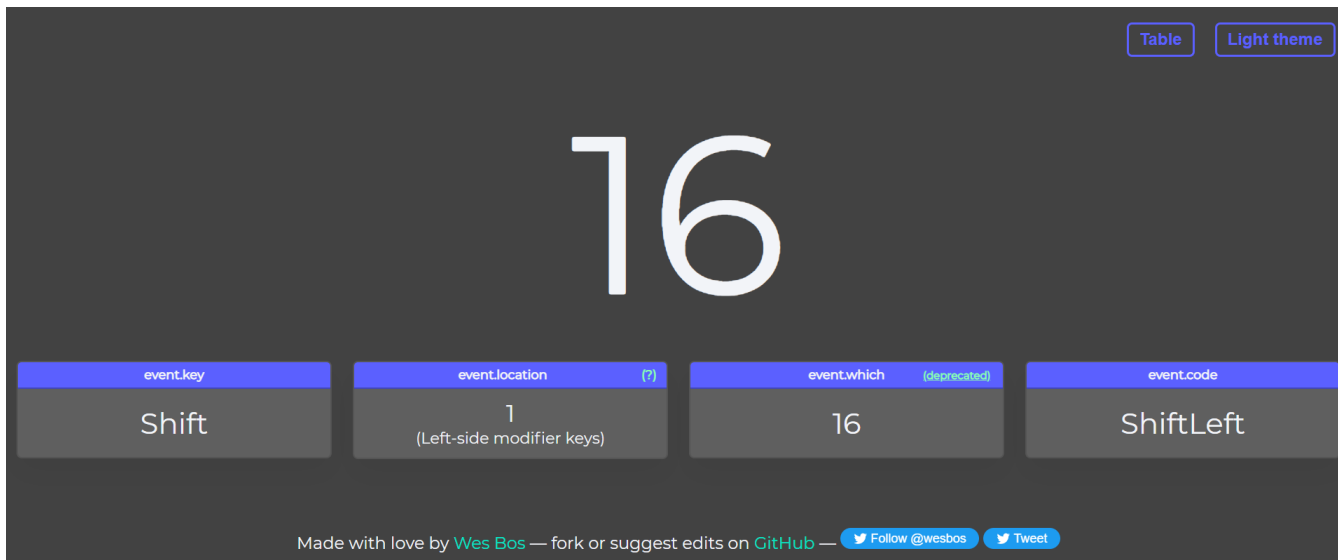 Table
Light theme
16
event.key
Shift
event.location (?)
1
(Left-side modifier keys)
event.which (deprecated)
16
event.code
ShiftLeft
Made with love by Wes Bos — fork or suggest edits on GitHub — Follow @wesbos Tweet